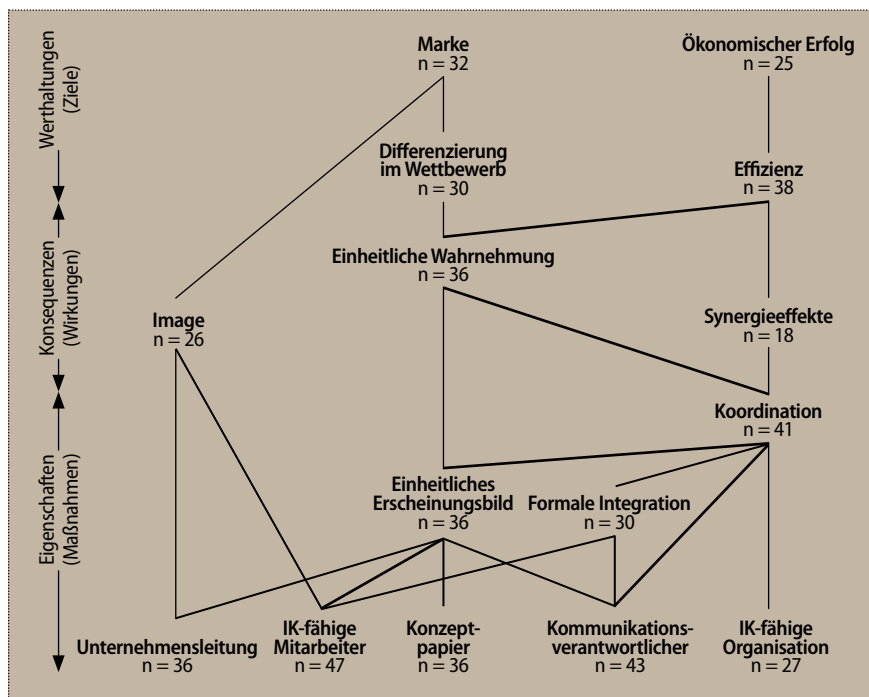 Werthaltungen
(Ziele)
Konsequenzen
(Wirkungen)
Eigenschaften
(Maßnahmen)
Marke
n = 32
Ökonomischer Erfolg
n = 25
Differenzierung
im Wettbewerb
n = 30
Effizienz
n = 38
Einheitliche Wahrnehmung
n = 36
Image
n = 26
Synergieeffekte
n = 18
Koordination
n = 41
Einheitliches
Erscheinungsbild
n = 36
Formale Integration
n = 30
Unternehmensleitung
n = 36
IK-fähige
Mitarbeiter
n = 47
Konzept-
papier
n = 36
Kommunikations-
verantwortlicher
n = 43
IK-fähige
Organisation
n = 27